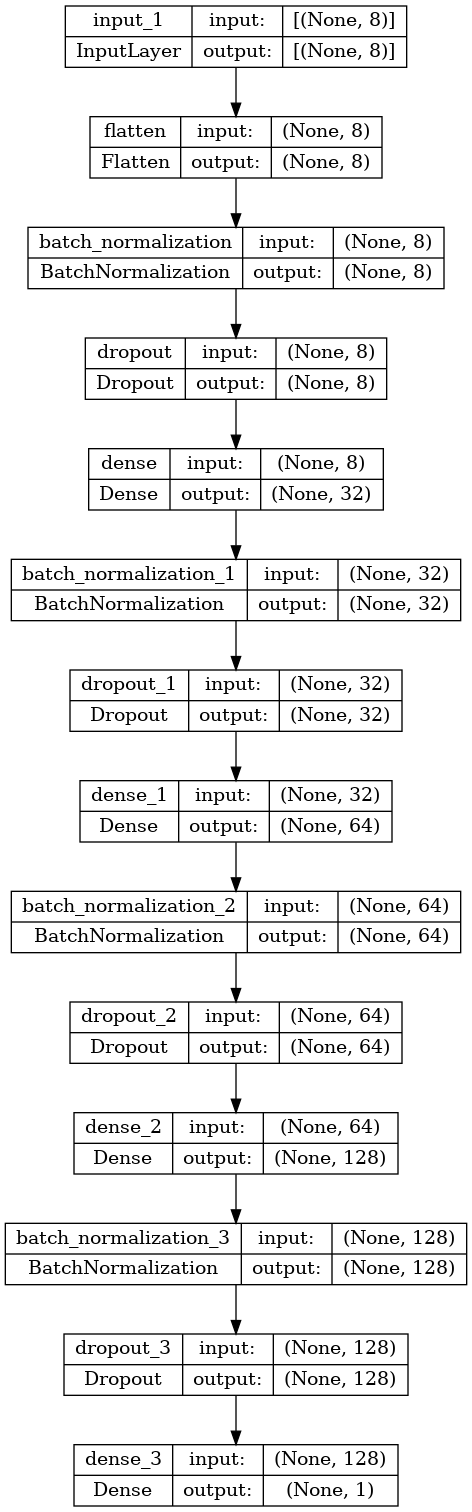 input_1 input: [(None, 8)]
InputLayer output: [(None, 8)]
flatten input: (None, 8)
Flatten output: (None, 8)
batch_normalization input: (None, 8)
BatchNormalization output: (None, 8)
dropout input: (None, 8)
Dropout output: (None, 8)
dense input: (None, 8)
Dense output: (None, 32)
batch_normalization_1 input: (None, 32)
BatchNormalization output: (None, 32)
dropout_1 input: (None, 32)
Dropout output: (None, 32)
dense_1 input: (None, 32)
Dense output: (None, 64)
batch_normalization_2 input: (None, 64)
BatchNormalization output: (None, 64)
dropout_2 input: (None, 64)
Dropout output: (None, 64)
dense_2 input: (None, 64)
Dense output: (None, 128)
batch_normalization_3 input: (None, 128)
BatchNormalization output: (None, 128)
dropout_3 input: (None, 128)
Dropout output: (None, 128)
dense_3 input: (None, 128)
Dense output: (None, 1)